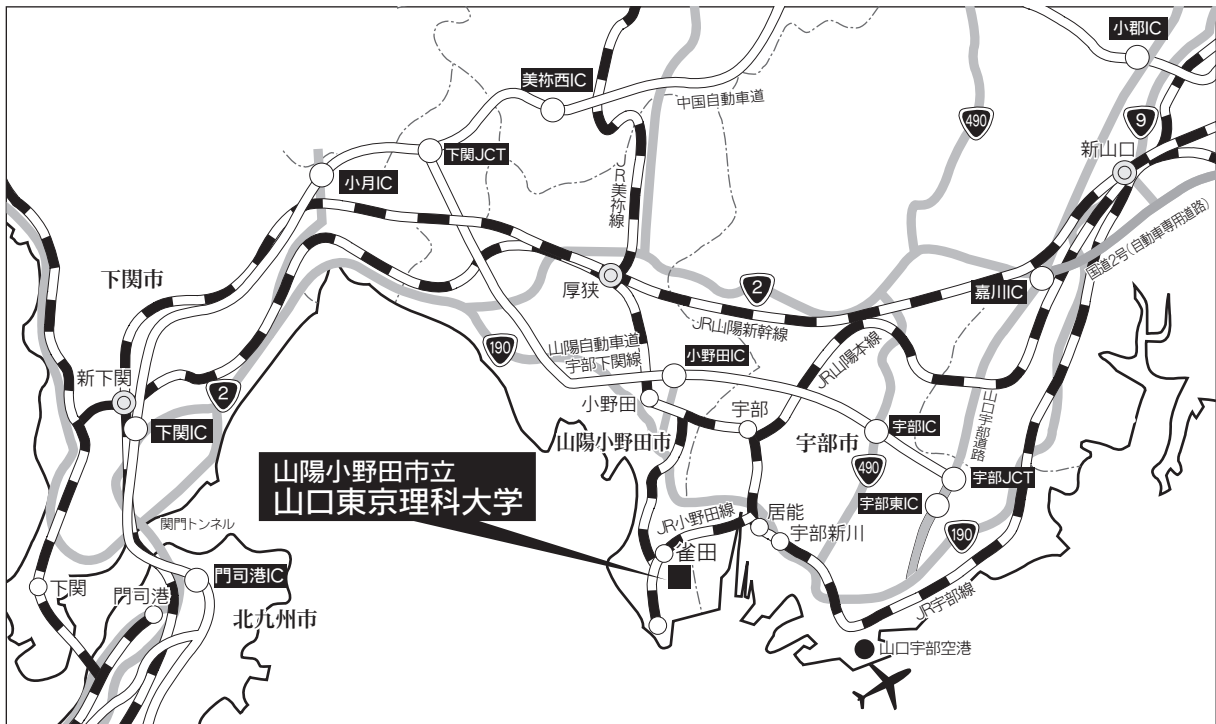 小郡IC
美祢西IC
中国自動車道
490
9
新山口
下関JCT
小月IC
JR美祢線
国道2号(自動車専用道路)
下関市
厚狭
2
嘉川IC
JR山陽新幹線
190
山陽自動車道
宇部下関線
小野田IC
JR山陽本線
新下関
2
小野田
宇部
山口宇部道路
下関IC
山陽小野田市
宇部市
宇部IC
490
宇部JCT
宇部東IC
山陽小野田市立
山口東京理科大学
関門トンネル
JR小野田線
居能
宇部新川
190
雀田
下関
門司港IC
門司港
北九州市
JR宇部線
山口宇部空港